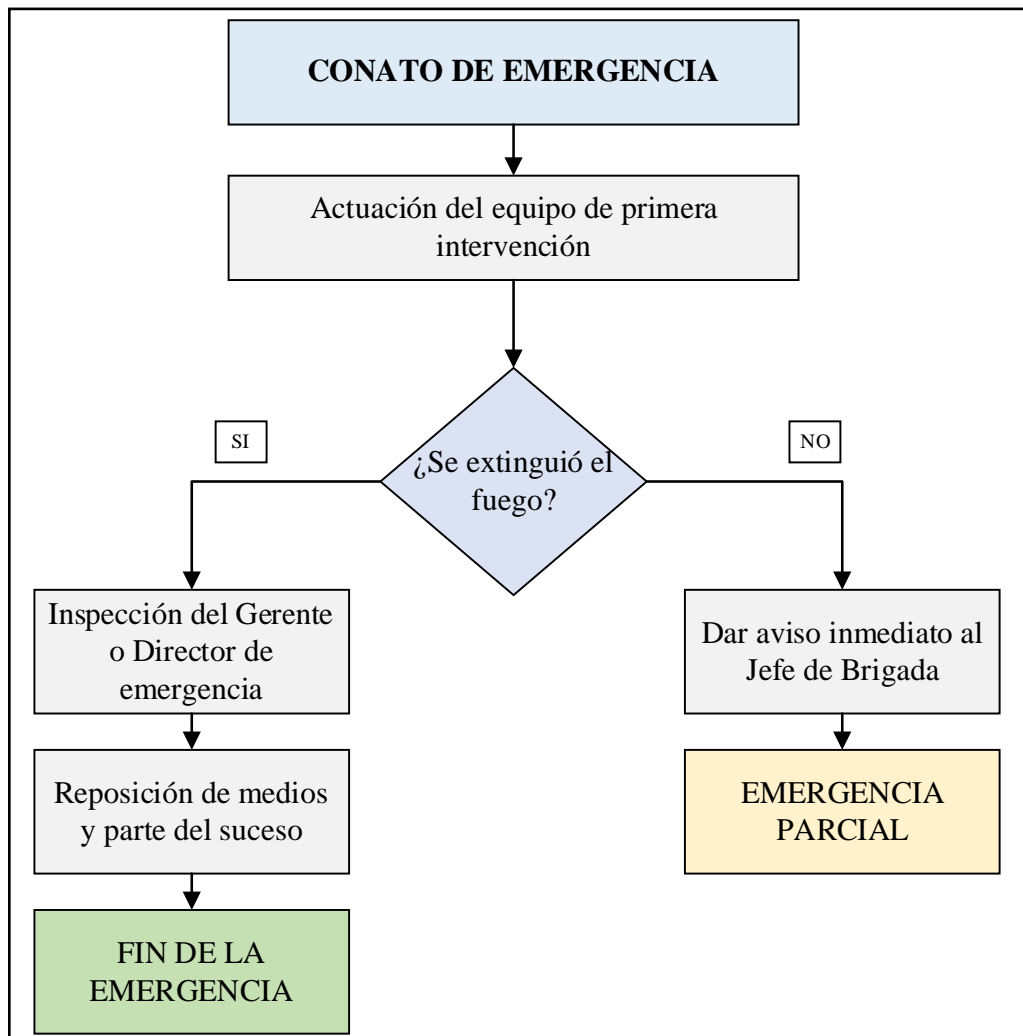 CONATO DE EMERGENCIA
Actuación del equipo de primera
intervención
¿Se extinguió el
fuego?
SI
NO
Inspección del Gerente
o Director de
emergencia
Reposición de medios
y parte del suceso
FIN DE LA
EMERGENCIA
Dar aviso inmediato al
Jefe de Brigada
EMERGENCIA
PARCIAL